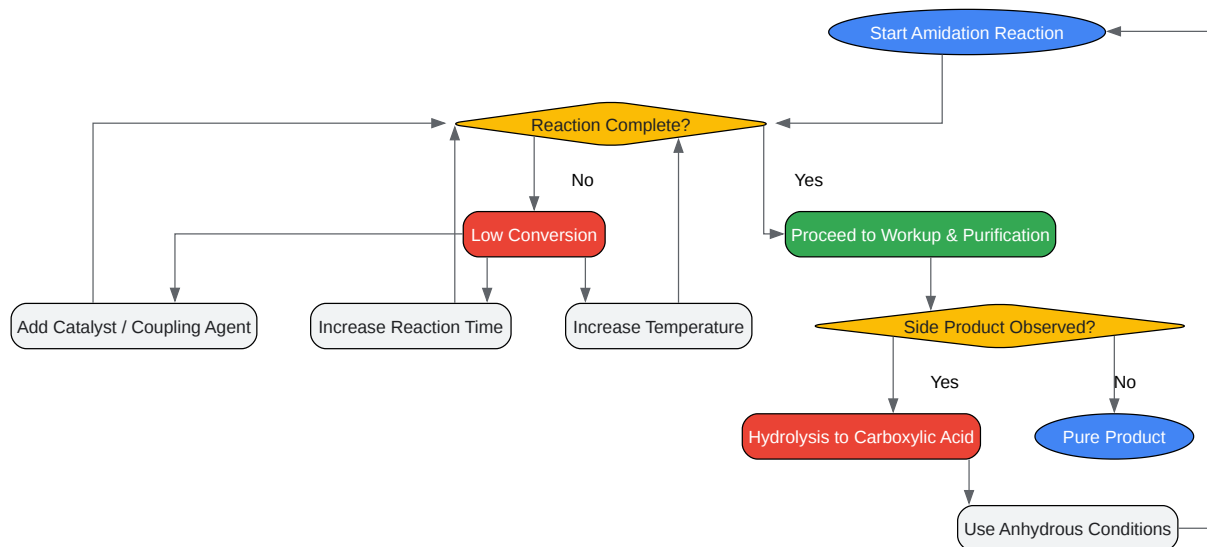 Start Amidation Reaction
Reaction Complete?
No
Yes
Low Conversion
Proceed to Workup & Purification
Add Catalyst / Coupling Agent
Increase Reaction Time
Increase Temperature
Side Product Observed?
Yes
No
Hydrolysis to Carboxylic Acid
Pure Product
Use Anhydrous Conditions